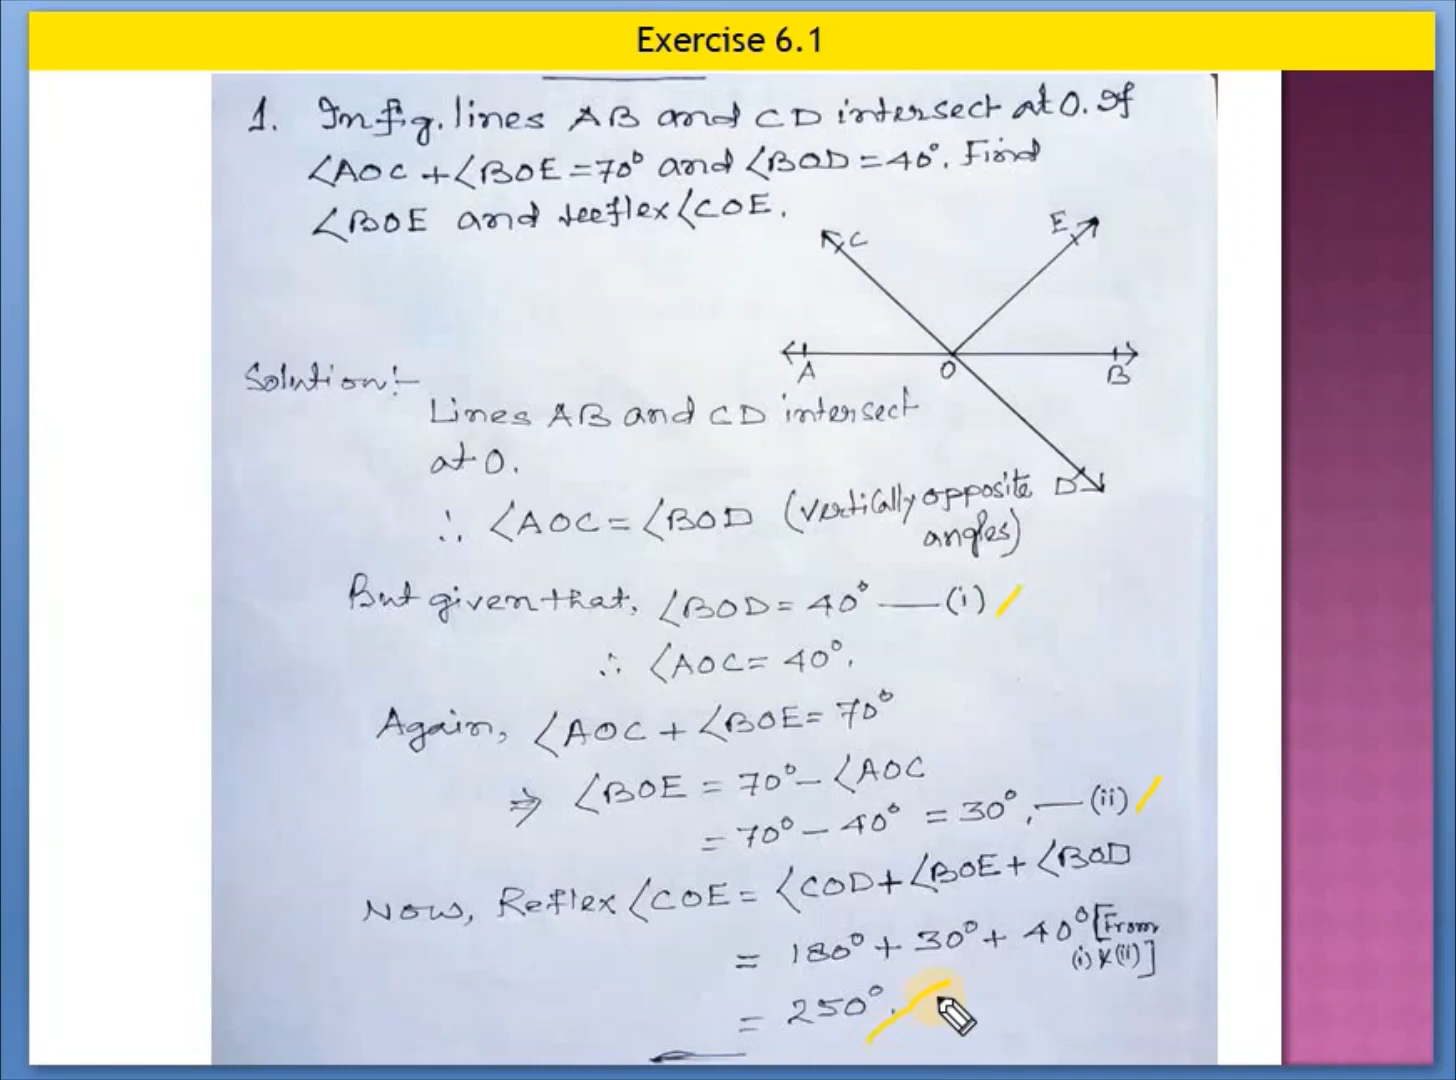 Exercise 6.1
1. In fig. lines AB and CD intersect at O. If
∠AOC + ∠BOE = 70° and ∠BOD = 40°. Find
∠BOE and reeflex ∠COE.
C
E
A
O
B
D
Solution:-
Lines AB and CD intersect
at O.
∴ ∠AOC = ∠BOD (vertically opposite
angles)
But given that, ∠BOD = 40° —— (i)
∴ ∠AOC = 40°.
Again, ∠AOC + ∠BOE = 70°
⇒ ∠BOE = 70° - ∠AOC
= 70° - 40° = 30°. — (ii)
Now, Reflex ∠COE = ∠COD + ∠BOE + ∠BOD
= 180° + 30° + 40° [From
(i) & (ii)]
= 250°.